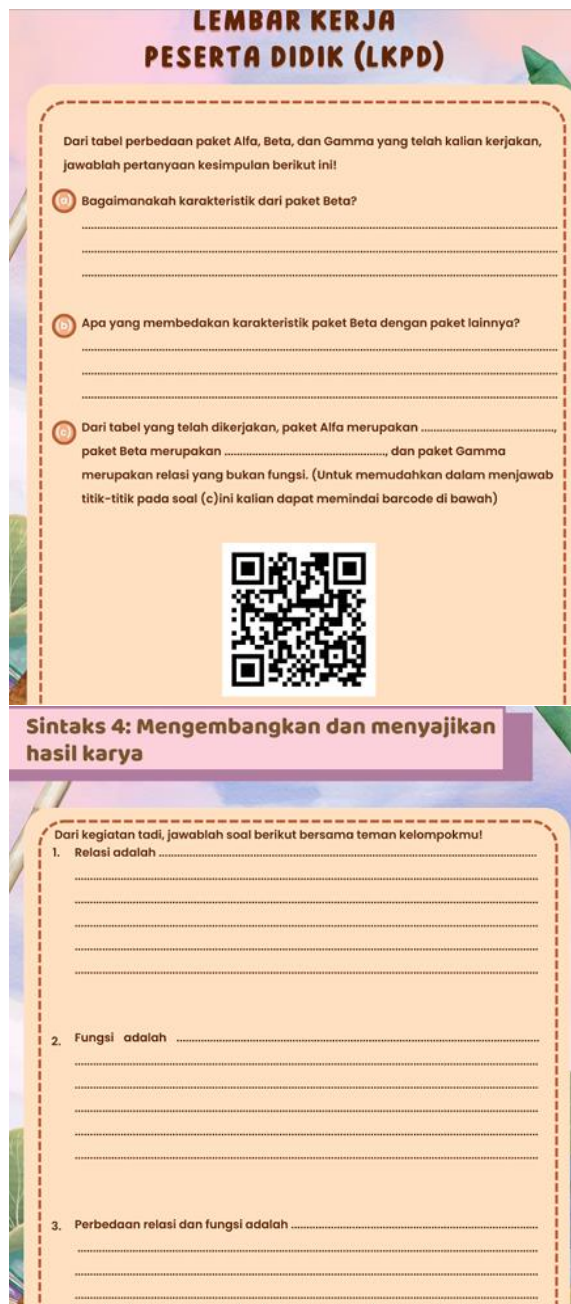 LEMBAR KERJA
PESERTA DIDIK (LKPD)
Dari tabel perbedaan paket Alfa, Beta, dan Gamma yang telah kalian kerjakan,
jawablah pertanyaan kesimpulan berikut ini!
a Bagaimanakah karakteristik dari paket Beta?
b Apa yang membedakan karakteristik paket Beta dengan paket lainnya?
c Dari tabel yang telah dikerjakan, paket Alfa merupakan ............................................,
paket Beta merupakan ......................................................, dan paket Gamma
merupakan relasi yang bukan fungsi. (Untuk memudahkan dalam menjawab
titik-titik pada soal (c)ini kalian dapat memindai barcode di bawah)
Sintaks 4: Mengembangkan dan menyajikan
hasil karya
Dari kegiatan tadi, jawablah soal berikut bersama teman kelompokmu!
1. Relasi adalah ............................................
2. Fungsi adalah ............................................
3. Perbedaan relasi dan fungsi adalah ............................................